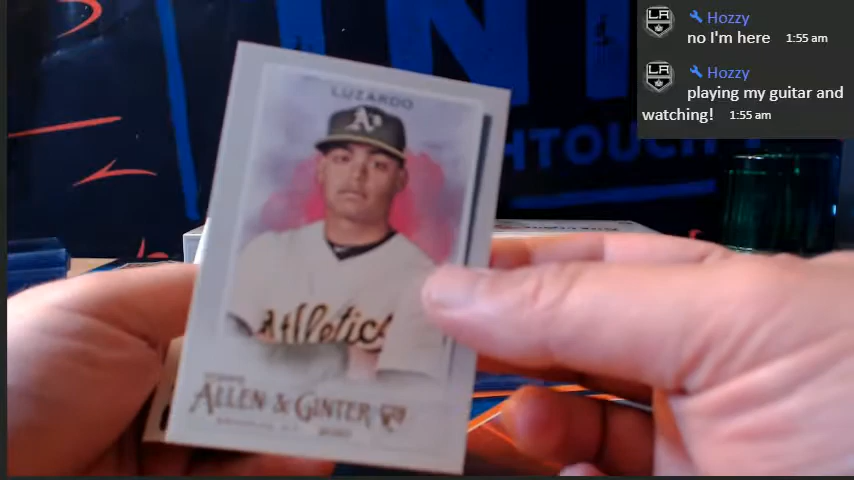 Hozzy
no I'm here 1:55 am
Hozzy
playing my guitar and
watching! 1:55 am
LUZARDO
A's
Athletics
ALLEN & GINTER
HTOUC